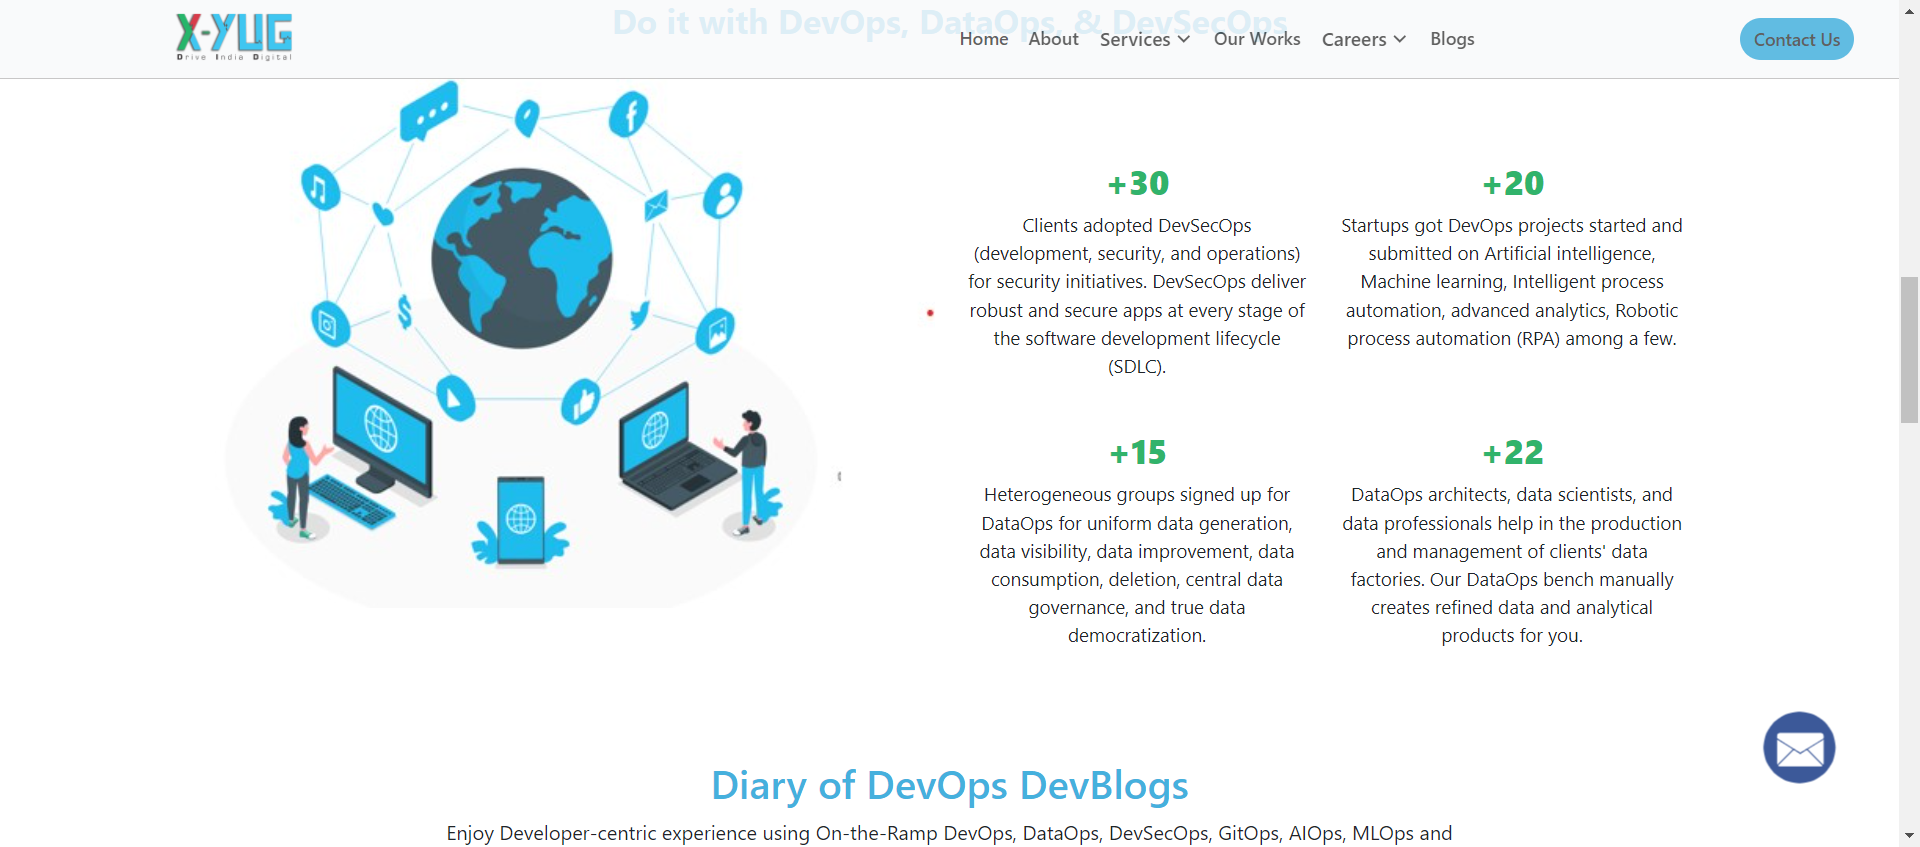 X-YUG
Drive India Digital
Do it with DevOps, DataOps, & DevSecOps
Home
About
Services
Our Works
Careers
Blogs
Contact Us
+30
Clients adopted DevSecOps
(development, security, and operations)
for security initiatives. DevSecOps deliver
robust and secure apps at every stage of
the software development lifecycle
(SDLC).
+20
Startups got DevOps projects started and
submitted on Artificial intelligence,
Machine learning, Intelligent process
automation, advanced analytics, Robotic
process automation (RPA) among a few.
+15
Heterogeneous groups signed up for
DataOps for uniform data generation,
data visibility, data improvement, data
consumption, deletion, central data
governance, and true data
democratization.
+22
DataOps architects, data scientists, and
data professionals help in the production
and management of clients' data
factories. Our DataOps bench manually
creates refined data and analytical
products for you.
Diary of DevOps DevBlogs
Enjoy Developer-centric experience using On-the-Ramp DevOps, DataOps, DevSecOps, GitOps, AIOps, MLOps and